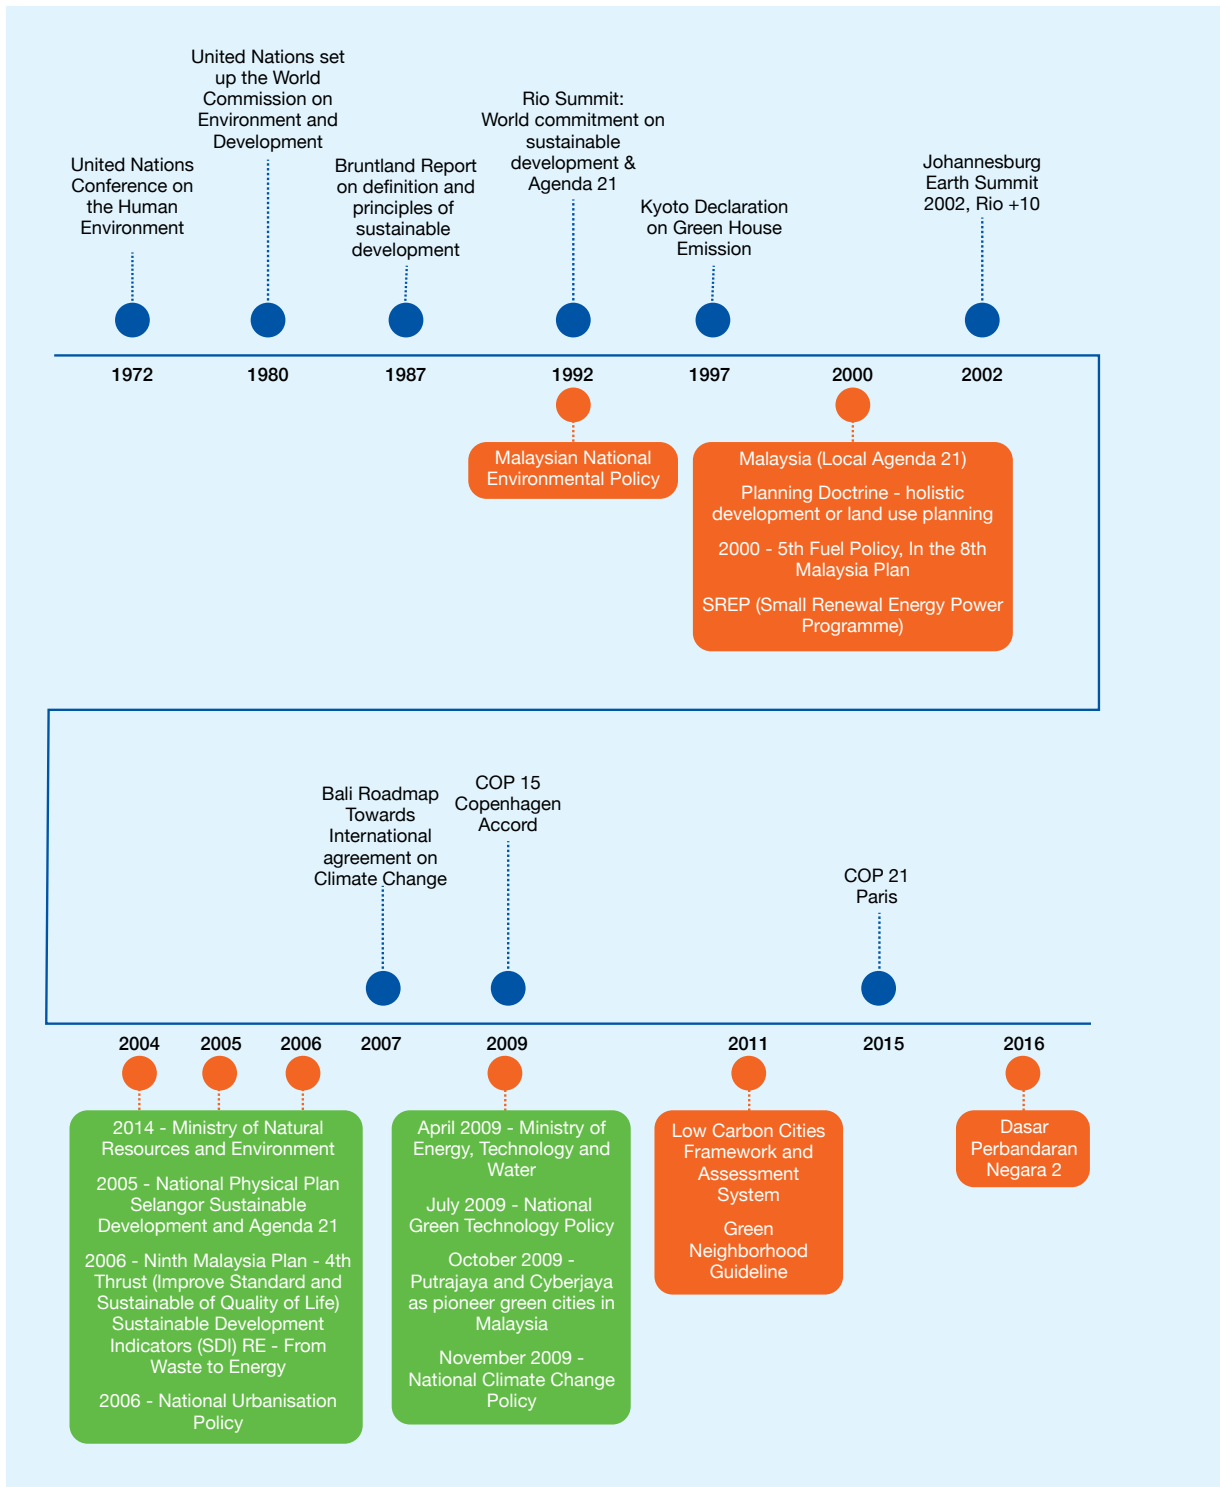 United Nations
Conference on
the Human
Environment
United Nations set
up the World
Commission on
Environment and
Development
Bruntland Report
on definition and
principles of
sustainable
development
Rio Summit:
World commitment on
sustainable
development &
Agenda 21
Kyoto Declaration
on Green House
Emission
Johannesburg
Earth Summit
2002, Rio +10
1972
1980
1987
1992
1997
2000
2002
Malaysian National
Environmental Policy
Malaysia (Local Agenda 21)
Planning Doctrine - holistic
development or land use planning
2000 - 5th Fuel Policy, In the 8th
Malaysia Plan
SREP (Small Renewal Energy Power
Programme)
Bali Roadmap
Towards
International
agreement on
Climate Change
COP 15
Copenhagen
Accord
COP 21
Paris
2004
2005
2006
2007
2009
2011
2015
2016
2014 - Ministry of Natural
Resources and Environment
2005 - National Physical Plan
Selangor Sustainable
Development and Agenda 21
2006 - Ninth Malaysia Plan - 4th
Thrust (Improve Standard and
Sustainable of Quality of Life)
Sustainable Development
Indicators (SDI) RE - From
Waste to Energy
2006 - National Urbanisation
Policy
April 2009 - Ministry of
Energy, Technology and
Water
July 2009 - National
Green Technology Policy
October 2009 -
Putrajaya and Cyberjaya
as pioneer green cities in
Malaysia
November 2009 -
National Climate Change
Policy
Low Carbon Cities
Framework and
Assessment
System
Green
Neighborhood
Guideline
Dasar
Perbandaran
Negara 2